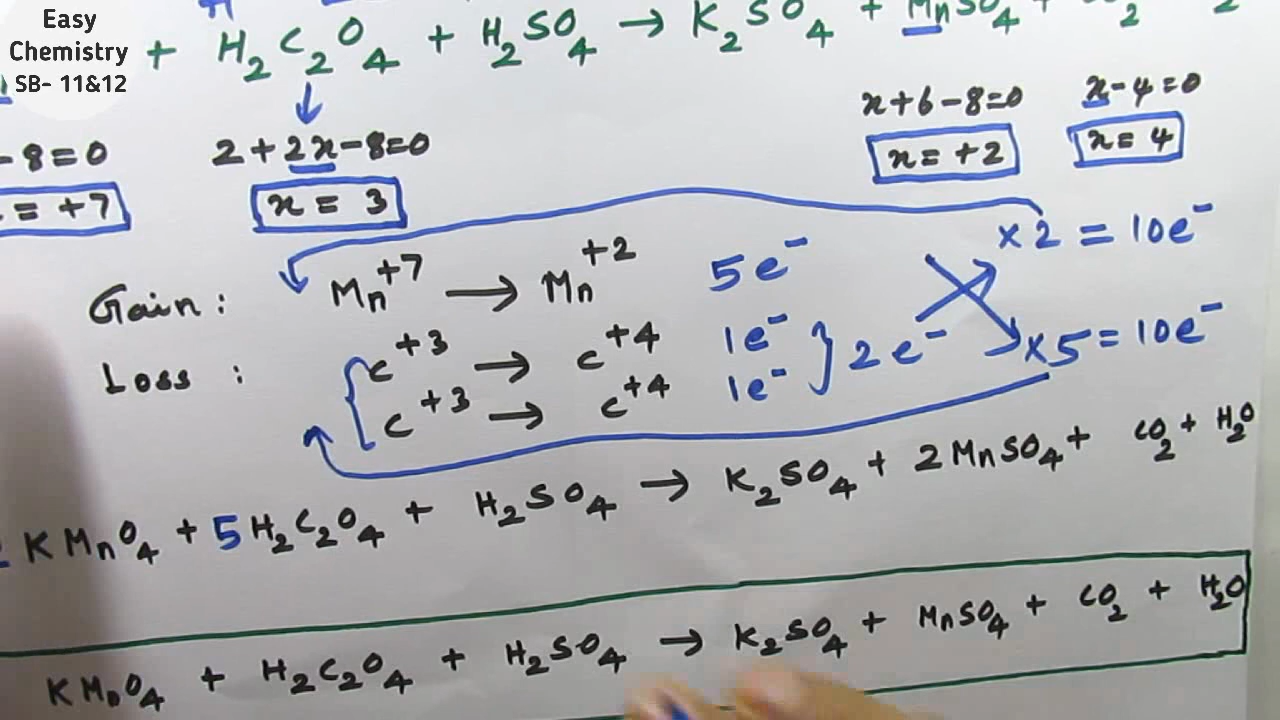 Easy
Chemistry
SB- 11&12
+ H₂C₂O₄ + H₂SO₄ → K₂SO₄ + MnSO₄ + CO₂
-8=0 2+2x-8=0 x+6-8=0 x-4=0
= +7 x = 3 x = +2 x = 4
×2 = 10e⁻
Gain : Mn⁺⁷ → Mn⁺² 5e⁻
Loss : C⁺³ → C⁺⁴ 1e⁻ } 2e⁻ ×5 = 10e⁻
C⁺³ → C⁺⁴ 1e⁻
KMnO₄ + 5H₂C₂O₄ + H₂SO₄ → K₂SO₄ + 2MnSO₄ + CO₂ + H₂O
KMnO₄ + H₂C₂O₄ + H₂SO₄ → K₂SO₄ + MnSO₄ + CO₂ + H₂O